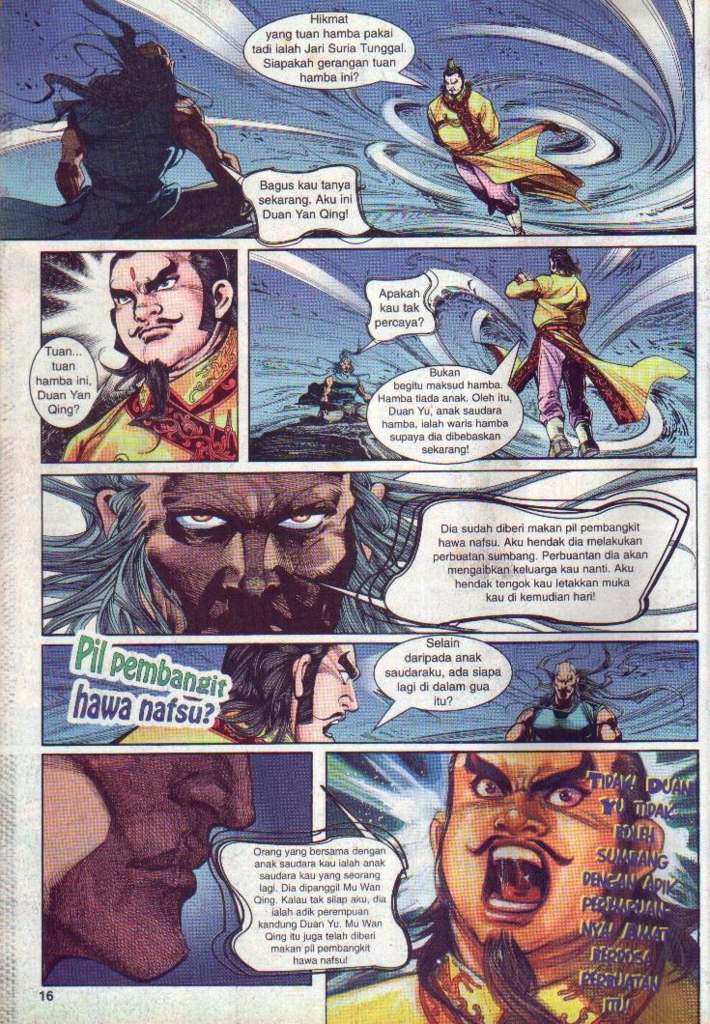 Hikmat
yang tuan hamba pakai
tadi ialah Jari Suria Tunggal.
Siapakah gerangan tuan
hamba ini?
Bagus kau tanya
sekarang. Aku ini
Duan Yan Qing!
Tuan...
tuan
hamba ini,
Duan Yan
Qing?
Apakah
kau tak
percaya?
Bukan
begitu maksud hamba.
Hamba tiada anak. Oleh itu,
Duan Yu, anak saudara
hamba, ialah waris hamba
supaya dia dibebaskan
sekarang!
Dia sudah diberi makan pil pembangkit
hawa nafsu. Aku hendak dia melakukan
perbuatan sumbang. Perbuantan dia akan
mengaibkan keluarga kau nanti. Aku
hendak tengok kau letakkan muka
kau di kemudian hari!
Pil pembangit
hawa nafsu?
Selain
daripada anak
saudaraku, ada siapa
lagi di dalam gua
itu?
Orang yang bersama dengan
anak saudara kau ialah anak
saudara kau yang seorang
lagi. Dia dipanggil Mu Wan
Qing. Kalau tak silap aku, dia
ialah adik perempuan
kandung Duan Yu. Mu Wan
Qing itu juga telah diberi
makan pil pembangkit
hawa nafsu!
TIDAK! DUAN
YU TIDAK
BOLEH
SUMBANG
DENGAN ADIK
PEREMPUAN-
NYA! AMAT
BERDOSA
PERBUATAN
ITU!
16